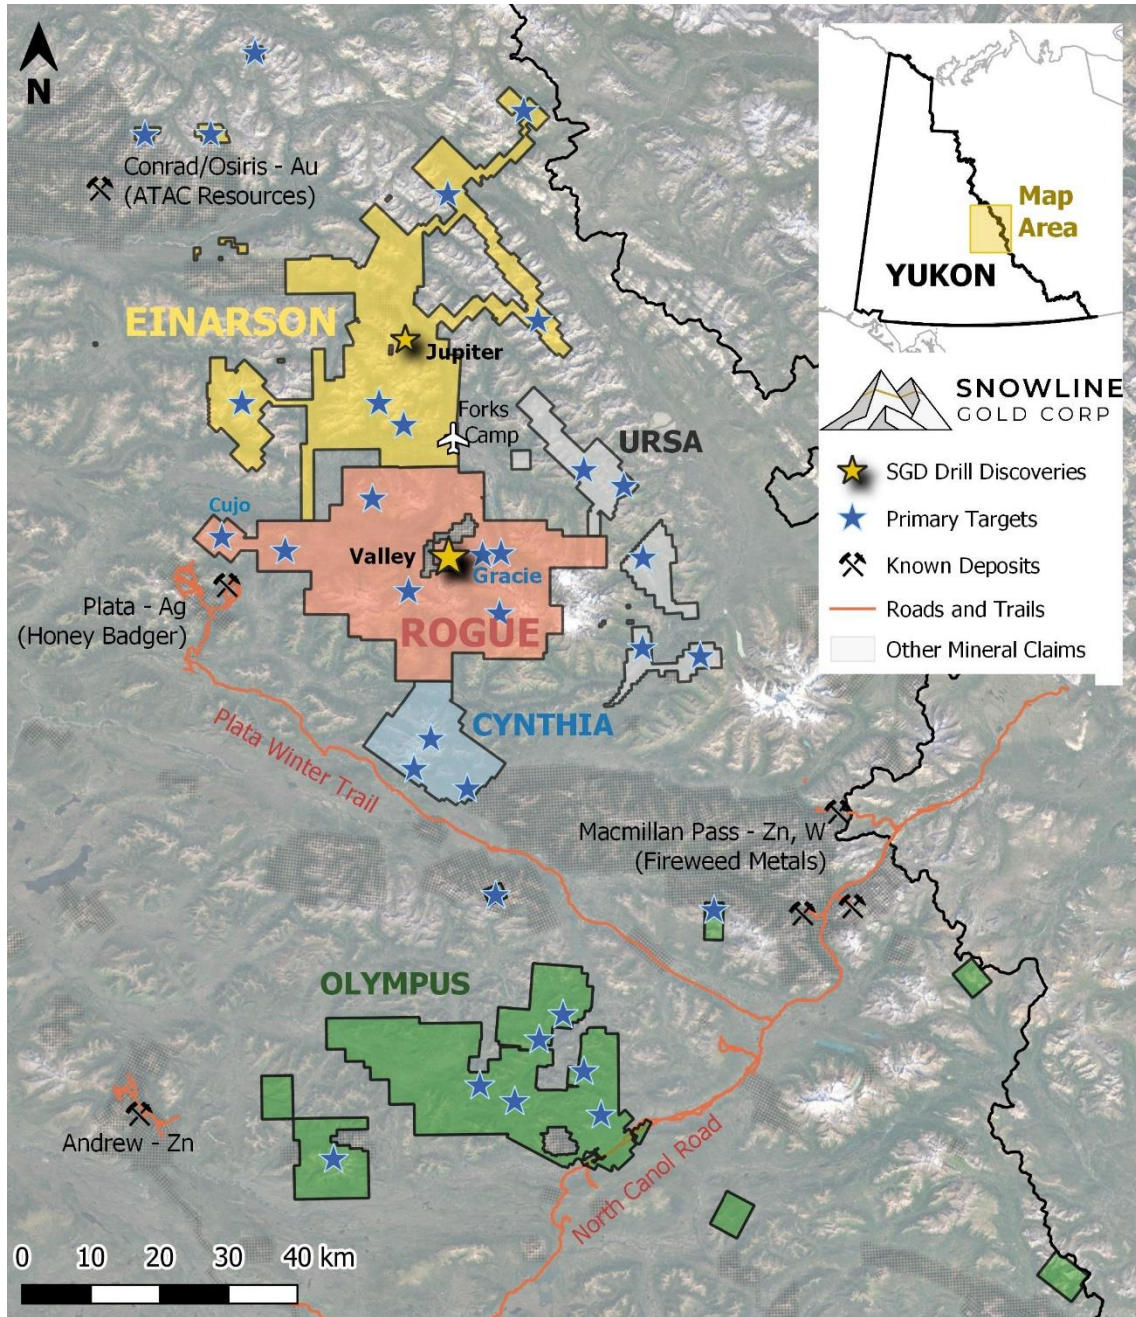 N
Conrad/Osiris - Au
(ATAC Resources)
EINARSON
Jupiter
Forks
Camp
URSA
Cujo
Valley
Gracie
Plata - Ag
(Honey Badger)
ROGUE
CYNTHIA
Plata Winter Trail
Macmillan Pass - Zn, W
(Fireweed Metals)
OLYMPUS
Andrew - Zn
North Canol Road
0 10 20 30 40 km
Map
Area
YUKON
SNOWLINE
GOLD CORP
SGD Drill Discoveries
Primary Targets
Known Deposits
Roads and Trails
Other Mineral Claims